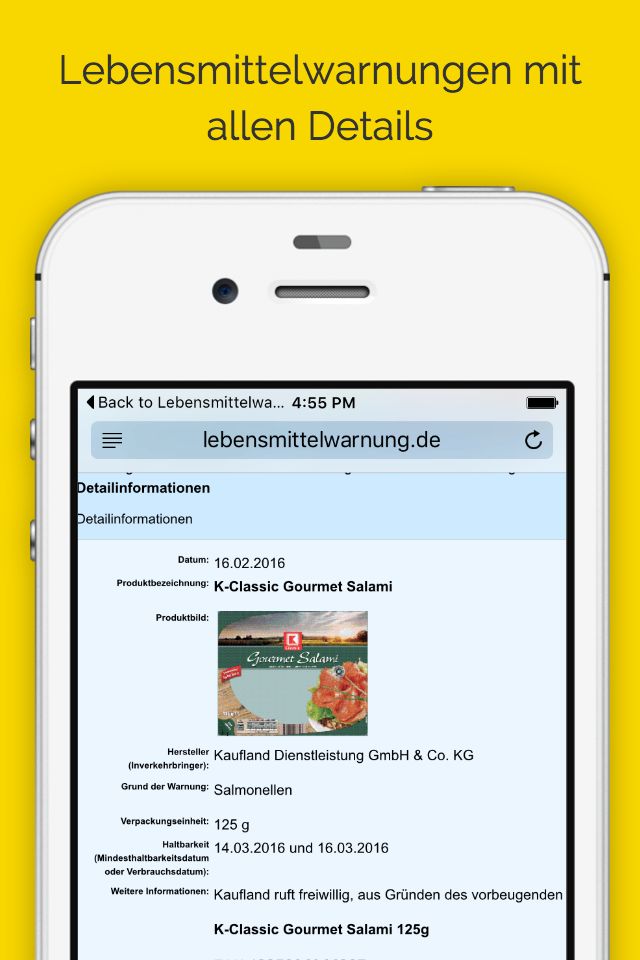 Lebensmittelwarnungen mit
allen Details
Back to Lebensmittelwa... 4:55 PM
lebensmittelwarnung.de
Detailinformationen
Detailinformationen
Datum: 16.02.2016
Produktbezeichnung: K-Classic Gourmet Salami
Produktbild:
K
Gourmet Salami
Hersteller
(Inverkehrbringer): Kaufland Dienstleistung GmbH & Co. KG
Grund der Warnung: Salmonellen
Verpackungseinheit: 125 g
Haltbarkeit
(Mindesthaltbarkeitsdatum
oder Verbrauchsdatum): 14.03.2016 und 16.03.2016
Weitere Informationen: Kaufland ruft freiwillig, aus Gründen des vorbeugenden
K-Classic Gourmet Salami 125g